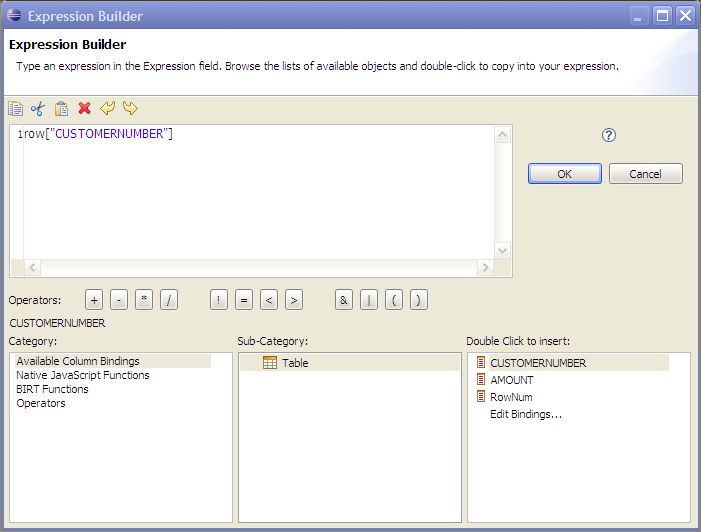 Expression Builder
Expression Builder
Type an expression in the Expression field. Browse the lists of available objects and double-click to copy into your expression.
1row["CUSTOMERNUMBER"]
?
OK
Cancel
Operators: + - * / ! = < > & | ( )
CUSTOMERNUMBER
Category:
Available Column Bindings
Native JavaScript Functions
BIRT Functions
Operators
Sub-Category:
Table
Double Click to insert:
CUSTOMERNUMBER
AMOUNT
RowNum
Edit Bindings...